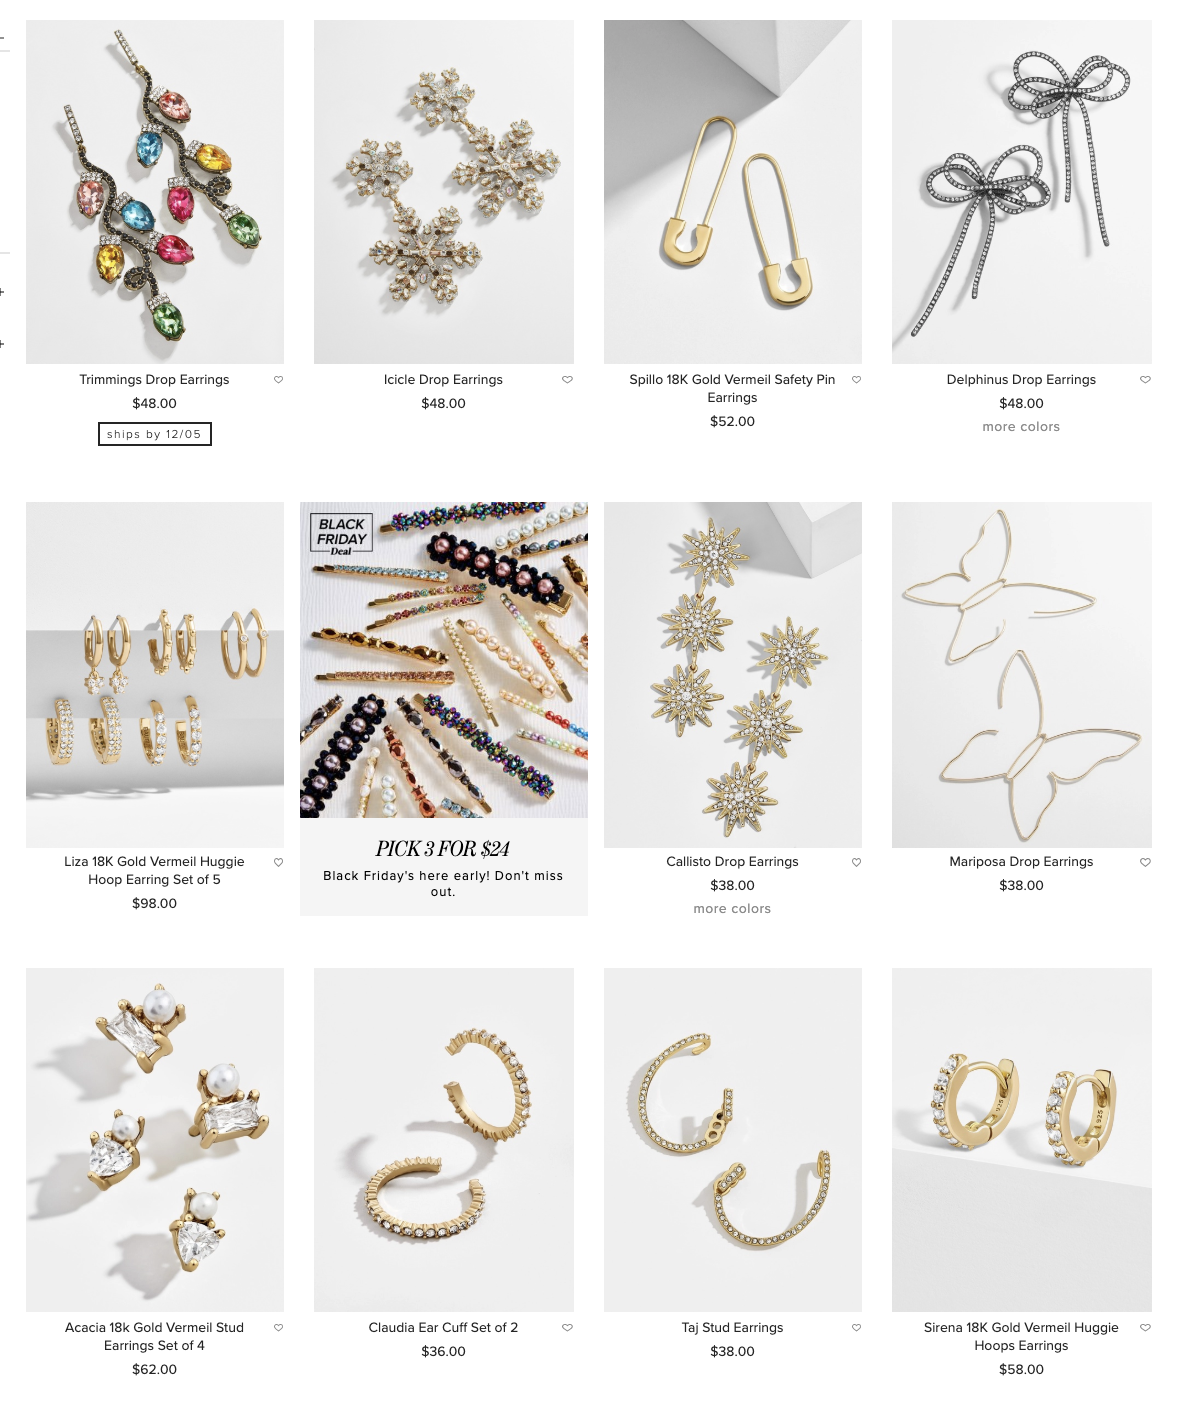 Trimmings Drop Earrings
$48.00
ships by 12/05
Icicle Drop Earrings
$48.00
Spillo 18K Gold Vermeil Safety Pin
Earrings
$52.00
Delphinus Drop Earrings
$48.00
more colors
Liza 18K Gold Vermeil Huggie
Hoop Earring Set of 5
$98.00
BLACK
FRIDAY
Deal
PICK 3 FOR $24
Black Friday's here early! Don't miss
out.
Callisto Drop Earrings
$38.00
more colors
Mariposa Drop Earrings
$38.00
Acacia 18k Gold Vermeil Stud
Earrings Set of 4
$62.00
Claudia Ear Cuff Set of 2
$36.00
Taj Stud Earrings
$38.00
925
925
Sirena 18K Gold Vermeil Huggie
Hoops Earrings
$58.00